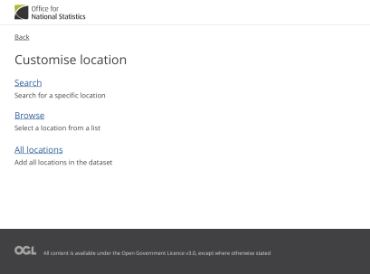 Office for
National Statistics
Back
Customise location
Search
Search for a specific location
Browse
Select a location from a list
All locations
Add all locations in the dataset
OGL
All content is available under the Open Government Licence v3.0, except where otherwise stated